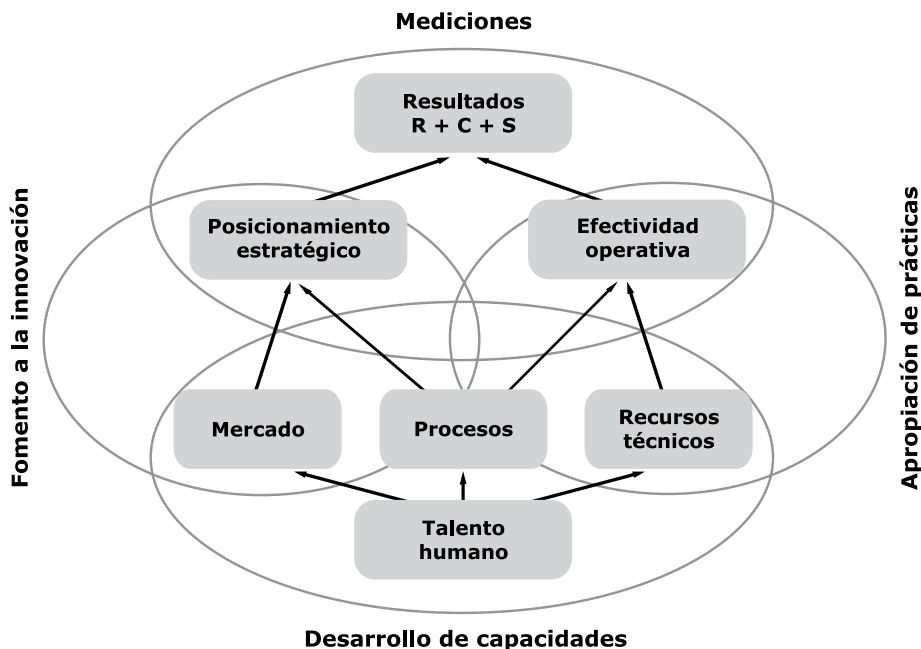 Mediciones
Resultados
R + C + S
Fomento a la innovación
Posicionamiento
estratégico
Efectividad
operativa
Apropiación de prácticas
Mercado
Procesos
Recursos
técnicos
Talento
humano
Desarrollo de capacidades